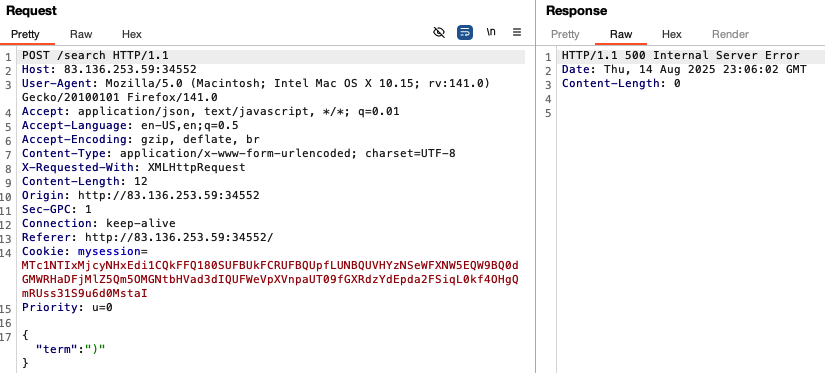 Request
Pretty Raw Hex \n
1 POST /search HTTP/1.1
2 Host: 83.136.253.59:34552
3 User-Agent: Mozilla/5.0 (Macintosh; Intel Mac OS X 10.15; rv:141.0)
Gecko/20100101 Firefox/141.0
4 Accept: application/json, text/javascript, */*; q=0.01
5 Accept-Language: en-US,en;q=0.5
6 Accept-Encoding: gzip, deflate, br
7 Content-Type: application/x-www-form-urlencoded; charset=UTF-8
8 X-Requested-With: XMLHttpRequest
9 Content-Length: 12
10 Origin: http://83.136.253.59:34552
11 Sec-GPC: 1
12 Connection: keep-alive
13 Referer: http://83.136.253.59:34552/
14 Cookie: mysession=
MTc1NTIxMjcyNHxEdi1CQkFFQ180SUFBUkFCRUFBQUpfLUNBQUVHYzNSeWFXNW5EQW9BQ0d
GMWRHaDFjMlZ5Qm5OMGNtbHVad3dIQUFWeVpXVnpaUT09fGXRdzYdEpda2FSiqL0kf4OHgQ
mRUss31S9u6d0MstaI
15 Priority: u=0
16
17 {
"term":")"
}
Response
Pretty Raw Hex Render
1 HTTP/1.1 500 Internal Server Error
2 Date: Thu, 14 Aug 2025 23:06:02 GMT
3 Content-Length: 0
4
5